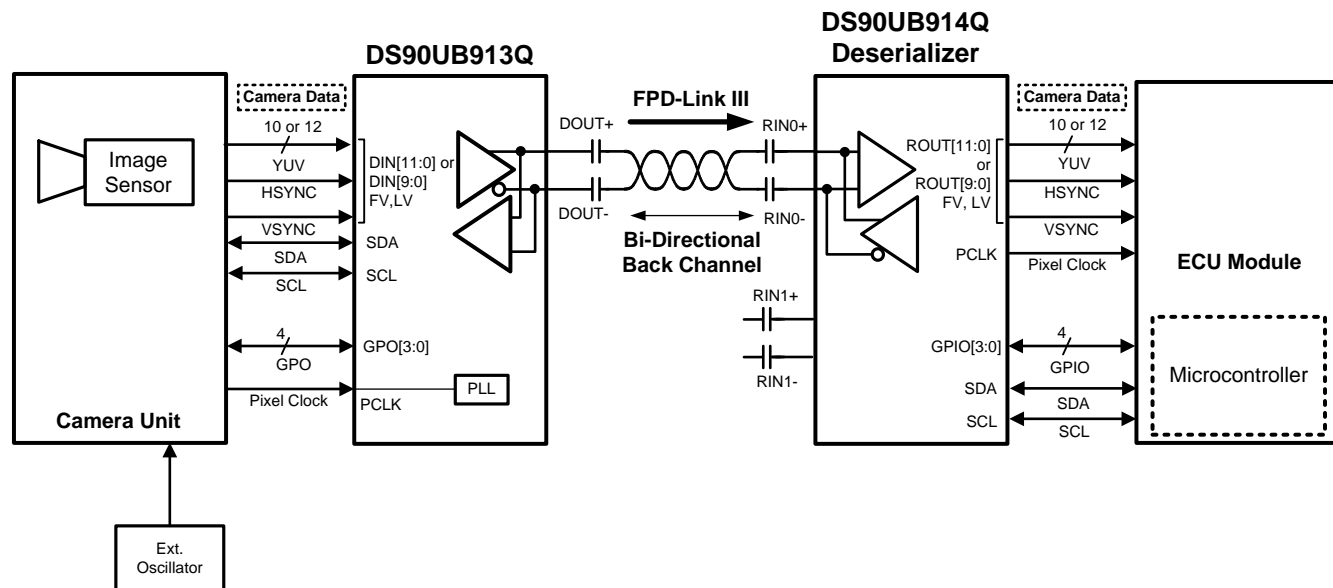 DS90UB913Q
DS90UB914Q
Deserializer
Image
Sensor
Camera Unit
Ext.
Oscillator
Camera Data
10 or 12
YUV
HSYNC
VSYNC
SDA
SCL
4
GPO
Pixel Clock
DIN[11:0] or
DIN[9:0]
FV,LV
SDA
SCL
GPO[3:0]
PCLK
PLL
DOUT+
DOUT-
FPD-Link III
Bi-Directional
Back Channel
RIN0+
RIN0-
RIN1+
RIN1-
ROUT[11:0]
or
ROUT[9:0]
FV, LV
PCLK
GPIO[3:0]
SDA
SCL
Camera Data
10 or 12
YUV
HSYNC
VSYNC
Pixel Clock
4
GPIO
SDA
SCL
ECU Module
Microcontroller